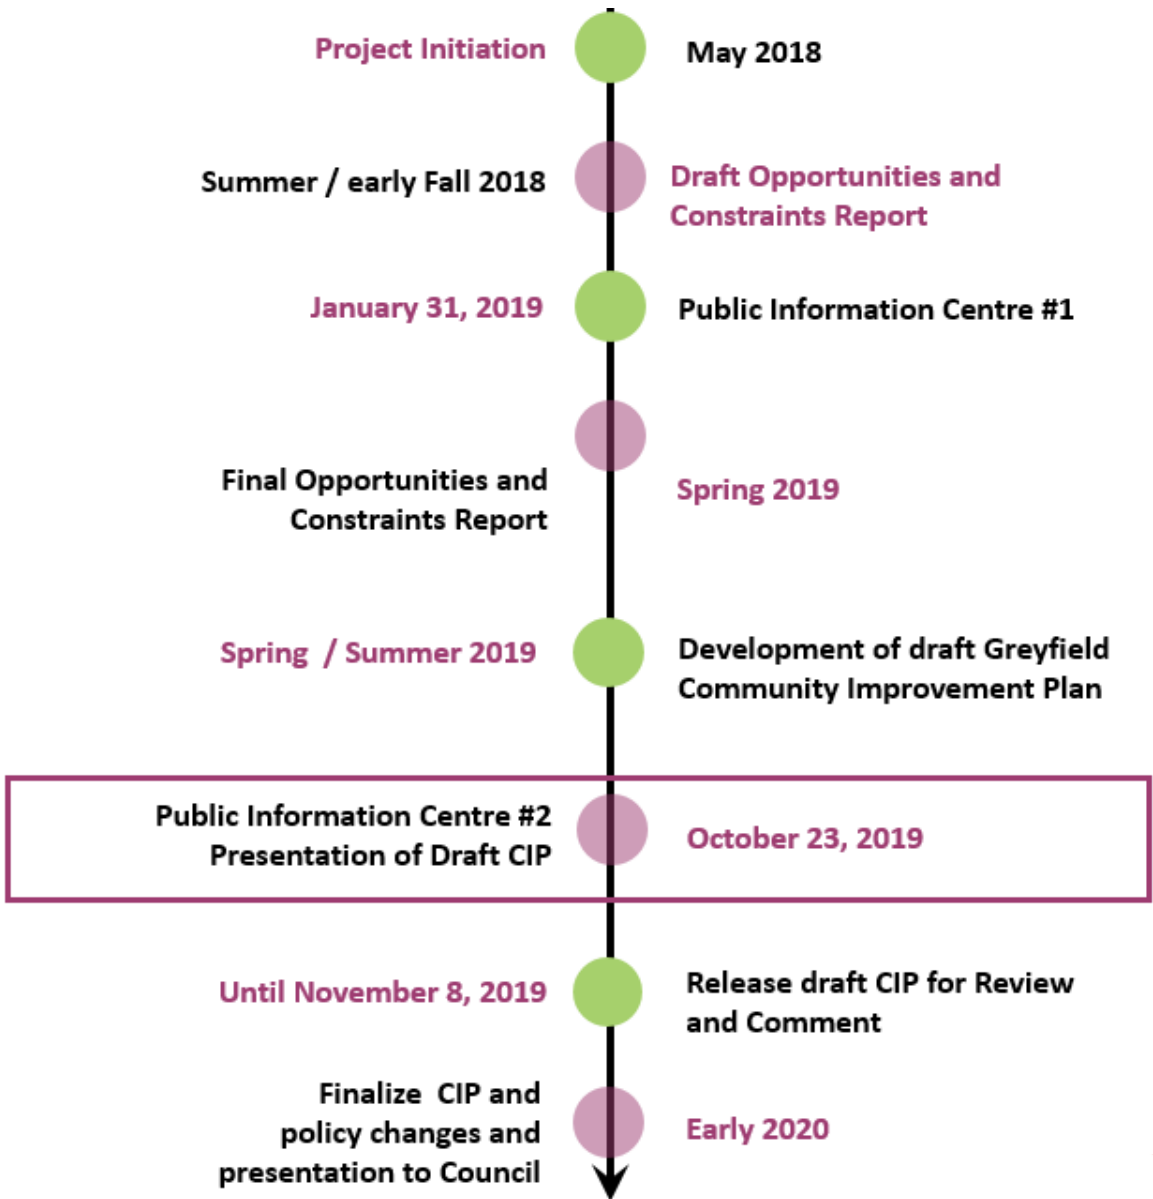 Project Initiation
May 2018
Summer / early Fall 2018
Draft Opportunities and
Constraints Report
January 31, 2019
Public Information Centre #1
Final Opportunities and
Constraints Report
Spring 2019
Spring / Summer 2019
Development of draft Greyfield
Community Improvement Plan
Public Information Centre #2
Presentation of Draft CIP
October 23, 2019
Until November 8, 2019
Release draft CIP for Review
and Comment
Finalize CIP and
policy changes and
presentation to Council
Early 2020